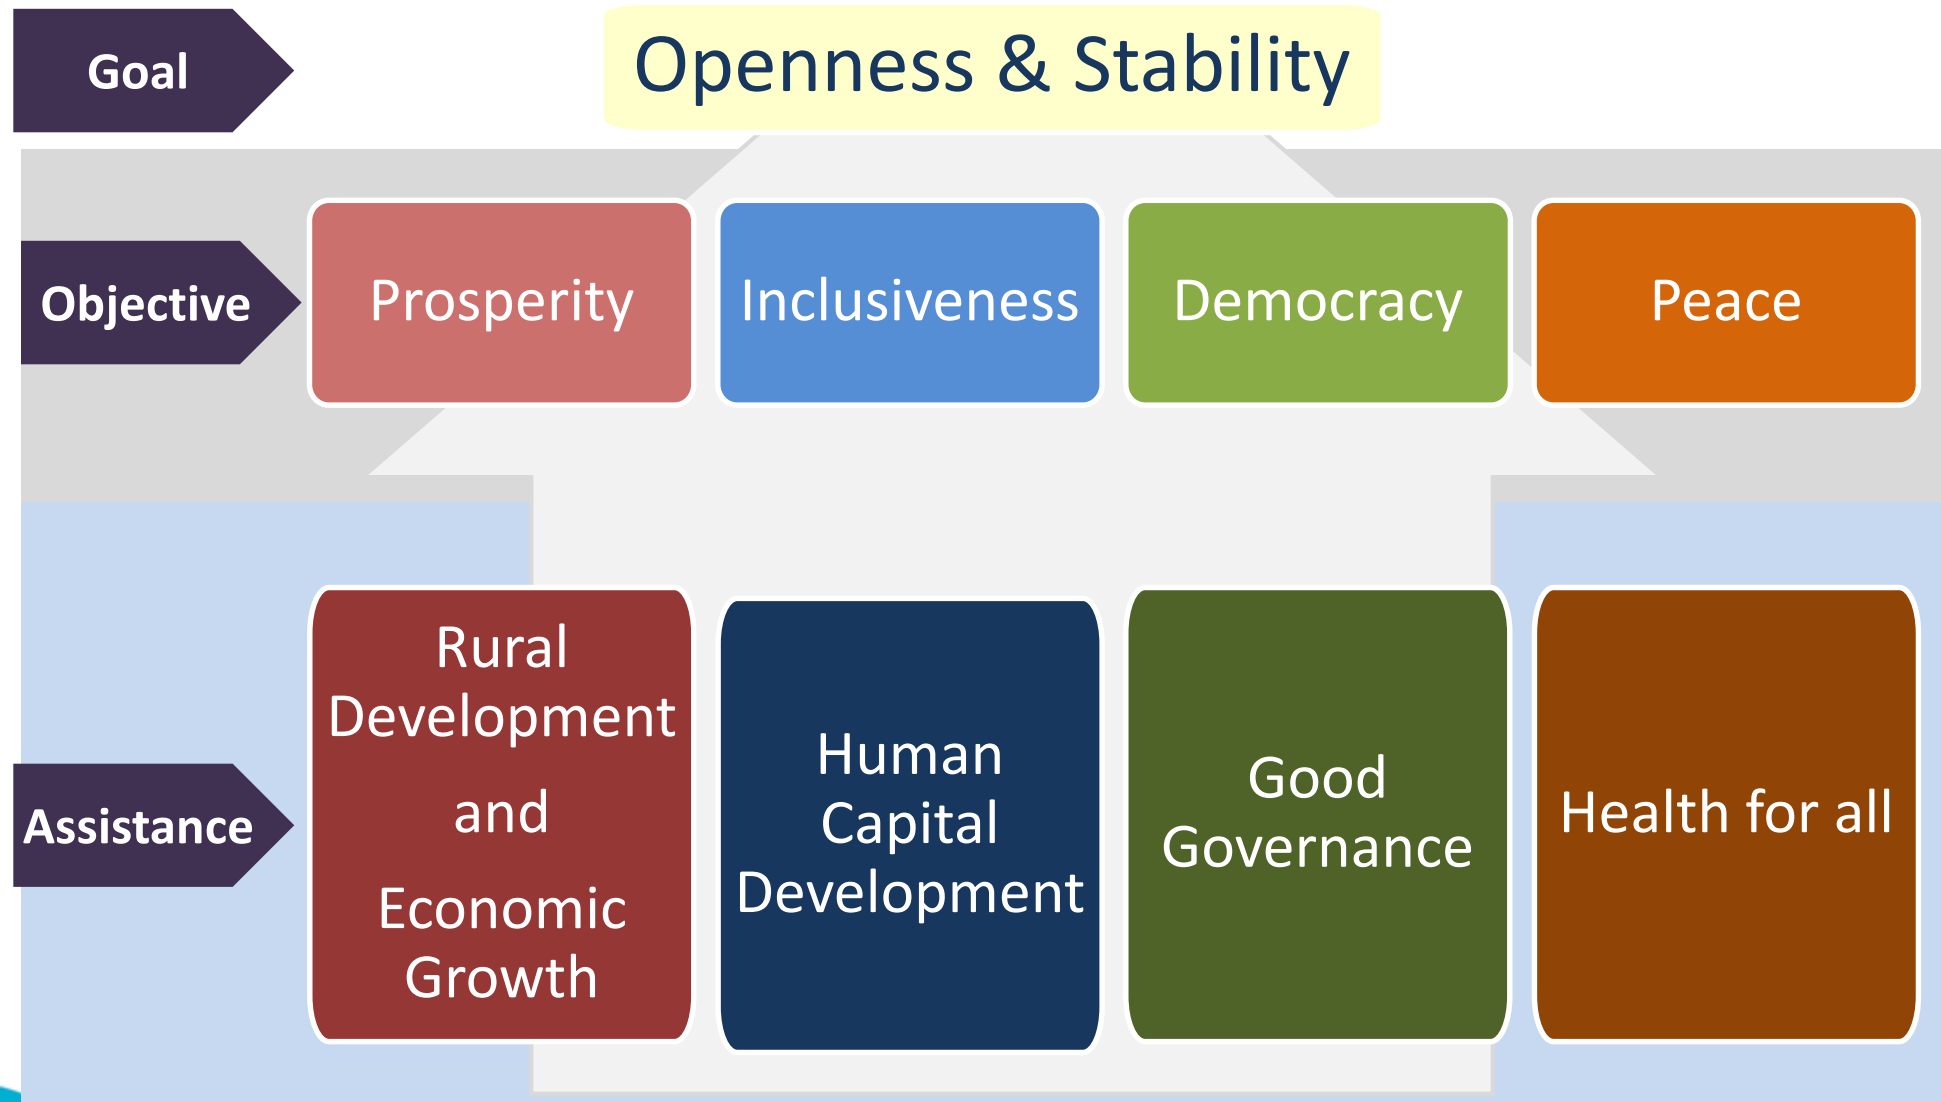 Goal
Openness & Stability
Objective
Prosperity
Inclusiveness
Democracy
Peace
Assistance
Rural
Development
and
Economic
Growth
Human
Capital
Development
Good
Governance
Health for all